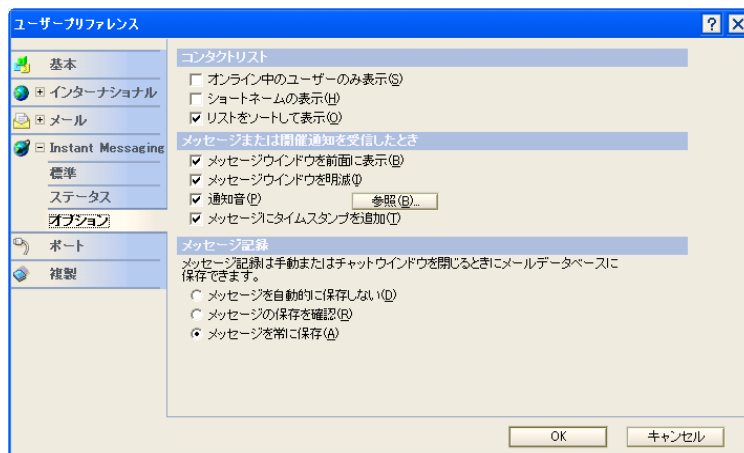 ユーザープリファレンス
基本
インターナショナル
メール
Instant Messaging
標準
ステータス
オプション
ポート
複製
コンタクトリスト
オンライン中のユーザーのみ表示(S)
ショートネームの表示(H)
リストをソートして表示(O)
メッセージまたは開催通知を受信したとき
メッセージウインドウを前面に表示(B)
メッセージウインドウを明滅(I)
通知音(P)
参照(B)...
メッセージにタイムスタンプを追加(T)
メッセージ記録
メッセージ記録は手動またはチャットウインドウを閉じるときにメールデータベースに
保存できます。
メッセージを自動的に保存しない(D)
メッセージの保存を確認(R)
メッセージを常に保存(A)
OK
キャンセル